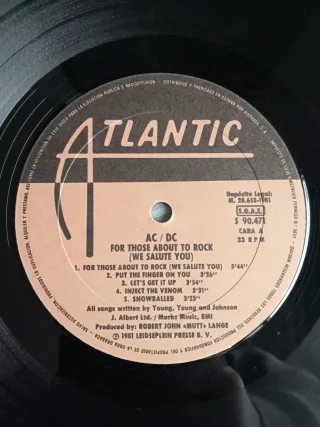 ATLANTIC
Depósito Legal:
M. 28.653-1981
S.G.A.E.
S 90.471
CARA A
33 R P M
AC / DC
FOR THOSE ABOUT TO ROCK
(WE SALUTE YOU)
1. FOR THOSE ABOUT TO ROCK (WE SALUTE YOU) 5'44''
2. PUT THE FINGER ON YOU 3'26''
3. LET'S GET IT UP 3'54''
4. INJECT THE VENOM 3'31''
5. SNOWBALLED 3'23''
All songs written by Young, Young and Johnson
J. Albert Ltd. / Marks Music, BMI
Produced by: ROBERT JOHN «MUTT» LANGE
℗ 1981 LEIDSEPLEIN PRESSE B. V.